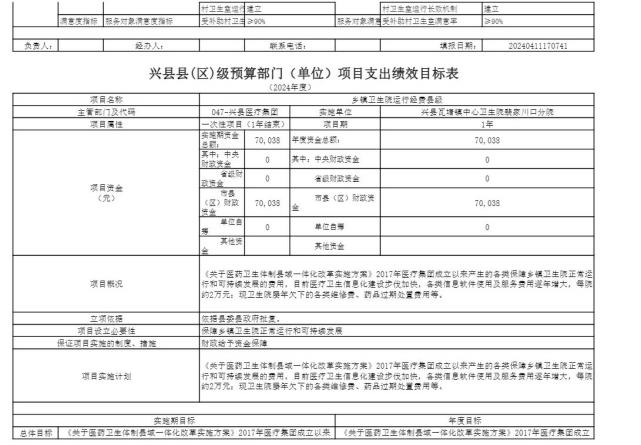 村卫生室运行 建立 村卫生室运行长效机制 建立
满意度指标 服务对象满意度指标 受补助村卫生 ≥90% 服务对象满意 受补助村卫生室满意率 ≥90%
负责人： 经办人： 联系电话： 填报日期： 20240411170741
兴县县(区)级预算部门（单位）项目支出绩效目标表
（2024年度）
项目名称 乡镇卫生院运行经费县级
主管部门及代码 047-兴县医疗集团 实施单位 兴县瓦塘镇中心卫生院裴家川口分院
项目属性 一次性项目（1年结束） 项目期 1年
项目资金
（元）
实施期资金总额： 70,038 年度资金总额： 70,038
其中：中央财政资金 0 其中：中央财政资金 0
省级财政资金 0 省级财政资金 0
市县（区）财政资金 70,038 市县（区）财政资金 70,038
单位自筹 0 单位自筹 0
其他资金 其他资金
项目概况
《关于医药卫生体制县域一体化改革实施方案》2017年医疗集团成立以来产生的各类保障乡镇卫生院正常运
行和可持续发展的费用，目前医疗卫生信息化建设步伐加快，各类信息软件使用及服务费用逐年增大，每院
约2万元；现卫生院屡年欠下的各类维修费、药品过期处置费用等。
立项依据 依据县委县政府批复。
项目设立必要性 保障乡镇卫生院正常运行和可持续发展
保证项目实施的制度、措施 财政给予资金保障
项目实施计划
《关于医药卫生体制县域一体化改革实施方案》2017年医疗集团成立以来产生的各类保障乡镇卫生院正常运
行和可持续发展的费用，目前医疗卫生信息化建设步伐加快，各类信息软件使用及服务费用逐年增大，每院
约2万元；现卫生院屡年欠下的各类维修费、药品过期处置费用等。
实施期目标 年度目标
总体目标 《关于医药卫生体制县域一体化改革实施方案》2017年医疗集团成立以来 《关于医药卫生体制县域一体化改革实施方案》2017年医疗集团成立